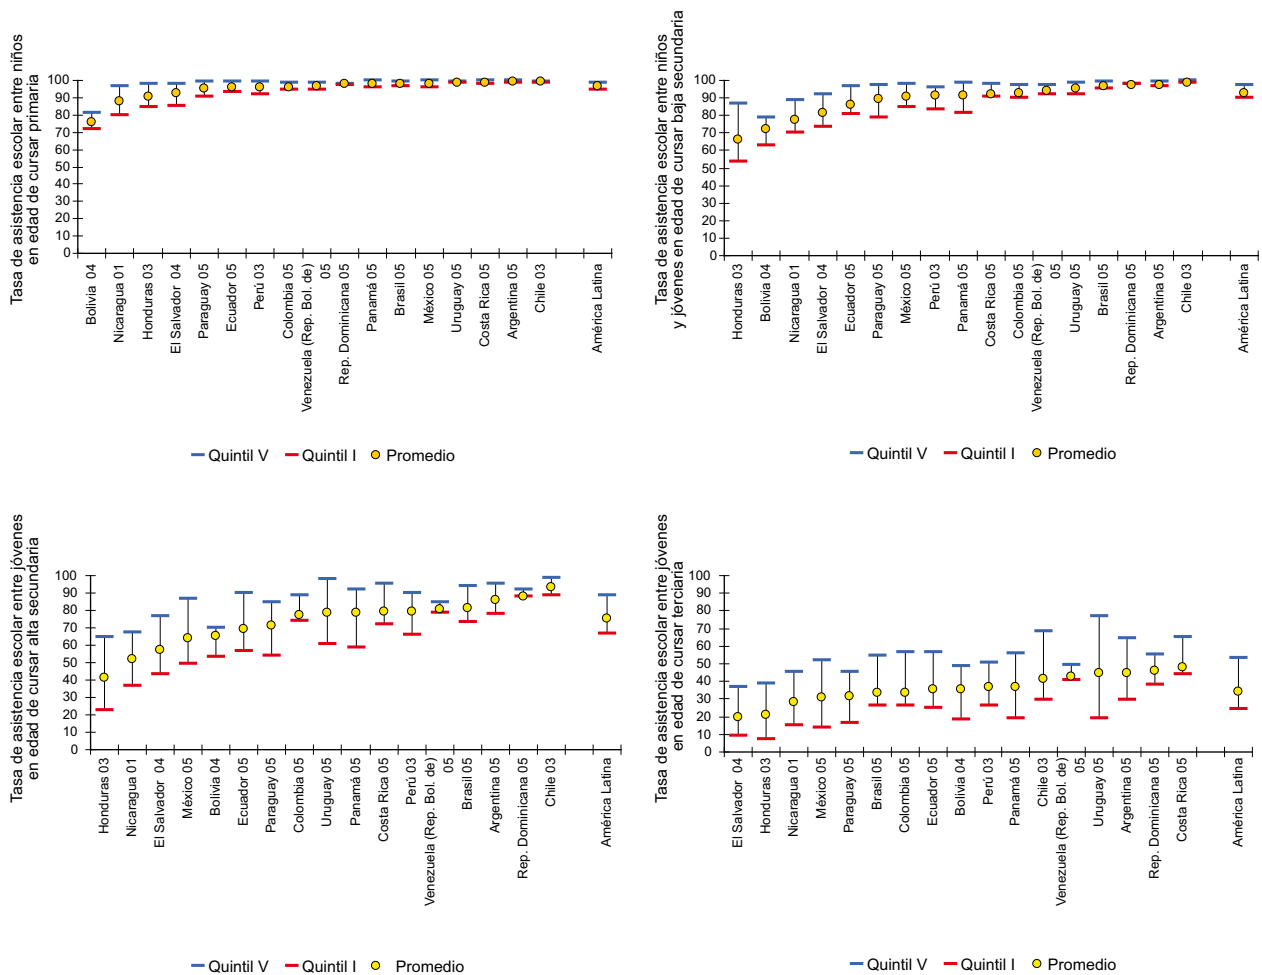 Tasa de asistencia escolar entre niños
en edad de cursar primaria
100
90
80
70
60
50
40
30
20
10
0
Bolivia 04
Nicaragua 01
Honduras 03
El Salvador 04
Paraguay 05
Ecuador 05
Perú 03
Colombia 05
Venezuela (Rep. Bol. de)
05
Rep. Dominicana 05
Panamá 05
Brasil 05
México 05
Uruguay 05
Costa Rica 05
Argentina 05
Chile 03
América Latina
Quintil V Quintil I Promedio
Tasa de asistencia escolar entre niños
y jóvenes en edad de cursar baja secundaria
100
90
80
70
60
50
40
30
20
10
0
Honduras 03
Bolivia 04
Nicaragua 01
El Salvador 04
Ecuador 05
Paraguay 05
México 05
Perú 03
Panamá 05
Costa Rica 05
Colombia 05
Venezuela (Rep. Bol. de)
05
Uruguay 05
Brasil 05
Rep. Dominicana 05
Argentina 05
Chile 03
América Latina
Quintil V Quintil I Promedio
Tasa de asistencia escolar entre jóvenes
en edad de cursar alta secundaria
100
90
80
70
60
50
40
30
20
10
0
Honduras 03
Nicaragua 01
El Salvador 04
México 05
Bolivia 04
Ecuador 05
Paraguay 05
Colombia 05
Uruguay 05
Panamá 05
Costa Rica 05
Perú 03
Venezuela (Rep. Bol. de)
05
Brasil 05
Argentina 05
Rep. Dominicana 05
Chile 03
América Latina
Quintil V Quintil I Promedio
Tasa de asistencia escolar entre jóvenes
en edad de cursar terciaria
100
90
80
70
60
50
40
30
20
10
0
El Salvador 04
Honduras 03
Nicaragua 01
México 05
Paraguay 05
Brasil 05
Colombia 05
Ecuador 05
Bolivia 04
Perú 03
Panamá 05
Chile 03
Venezuela (Rep. Bol. de)
05
Uruguay 05
Argentina 05
Rep. Dominicana 05
Costa Rica 05
América Latina
Quintil V Quintil I Promedio